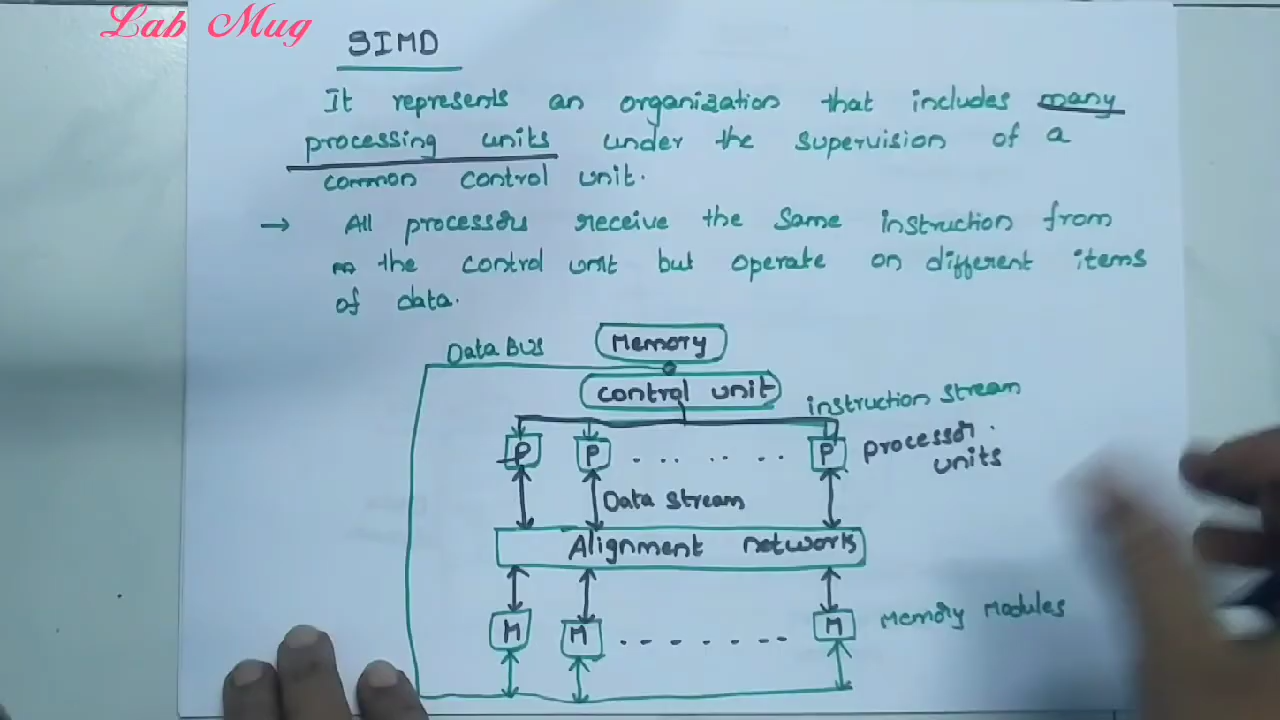 Lab Mug
SIMD
It represents an organization that includes many
processing units under the supervision of a
common control unit.
→ All processors receive the same instruction from
the control unit but operate on different items
of data.
Data Bus
Memory
control unit
instruction stream
P P . . . . . . . P
processor
units
Data stream
Alignment network
M M . . . . . . . . M
Memory Modules